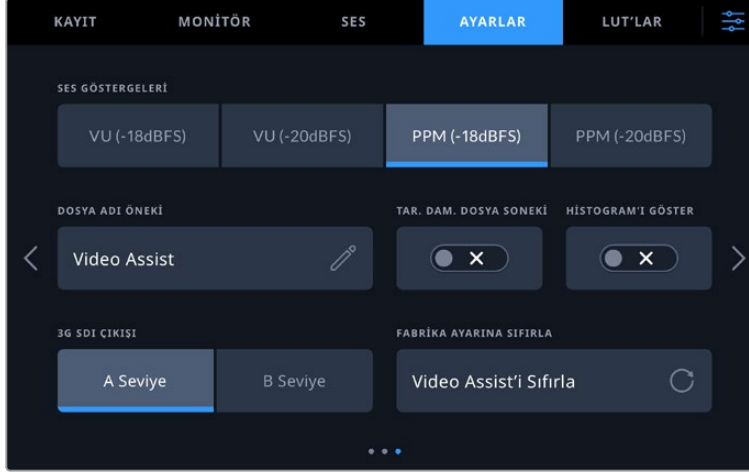 KAYIT MONİTÖR SES AYARLAR LUT'LAR
SES GÖSTERGELERİ
VU (-18dBFS) VU (-20dBFS) PPM (-18dBFS) PPM (-20dBFS)
DOSYA ADI ÖNEKİ TAR. DAM. DOSYA SONEKİ HİSTOGRAM'I GÖSTER
Video Assist
3G SDI ÇIKIŞI FABRİKA AYARINA SIFIRLA
A Seviye B Seviye Video Assist'i Sıfırla